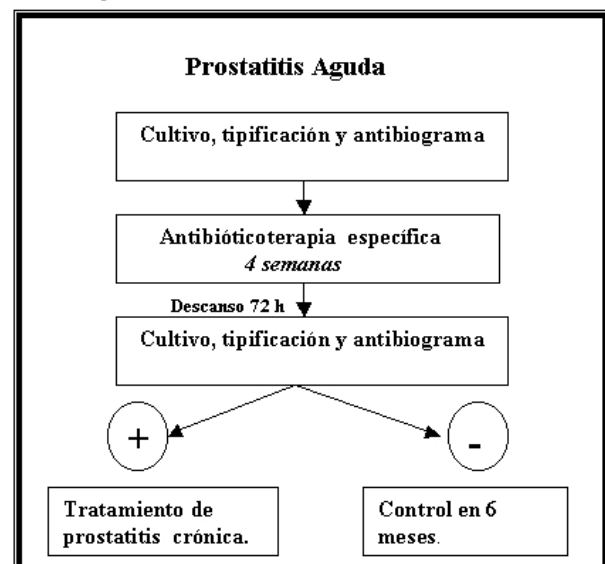 Prostatitis Aguda
Cultivo, tipificación y antibiograma
Antibióticoterapia específica
4 semanas
Descanso 72 h
Cultivo, tipificación y antibiograma
+
-
Tratamiento de
prostatitis crónica.
Control en 6
meses.